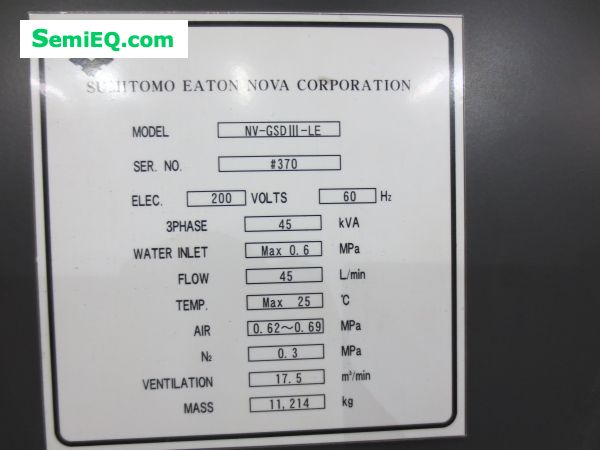 SemiEQ.com
SUMITOMO EATON NOVA CORPORATION
MODEL NV-GSDIII-LE
SER. NO. #370
ELEC. 200 VOLTS 60 Hz
3PHASE 45 kVA
WATER INLET Max 0.6 MPa
FLOW 45 L/min
TEMP. Max 25 ℃
AIR 0.62～0.69 MPa
N₂ 0.3 MPa
VENTILATION 17.5 m³/min
MASS 11,214 kg